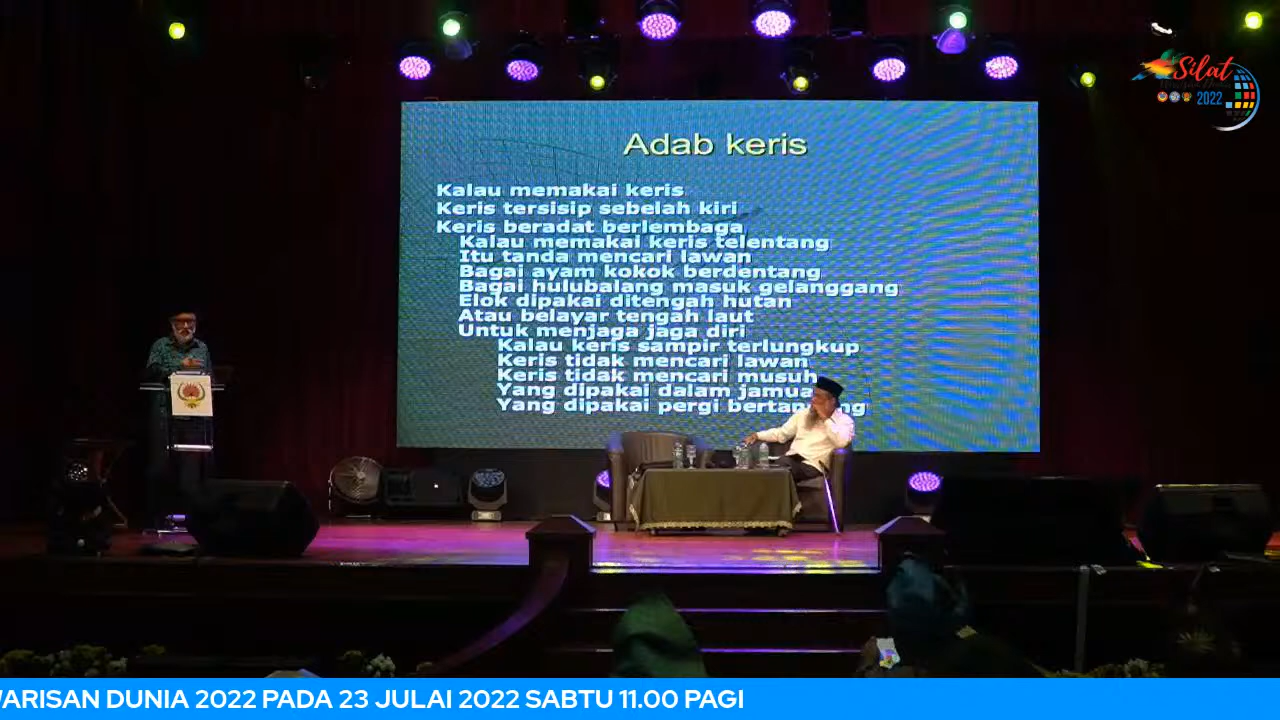 Silat
2022
Adab keris
Kalau memakai keris
Keris tersisip sebelah kiri
Keris beradat berlembaga
Kalau memakai keris telentang
Itu tanda mencari lawan
Bagai ayam kokok berdentang
Bagai hulubalang masuk gelanggang
Elok dipakai ditengah hutan
Atau belayar tengah laut
Untuk menjaga jaga diri
Kalau keris sampir terlungkup
Keris tidak mencari lawan
Keris tidak mencari musuh
Yang dipakai dalam
Yang dipakai pergi
WARISAN DUNIA 2022 PADA 23 JULAI 2022 SABTU 11.00 PAGI